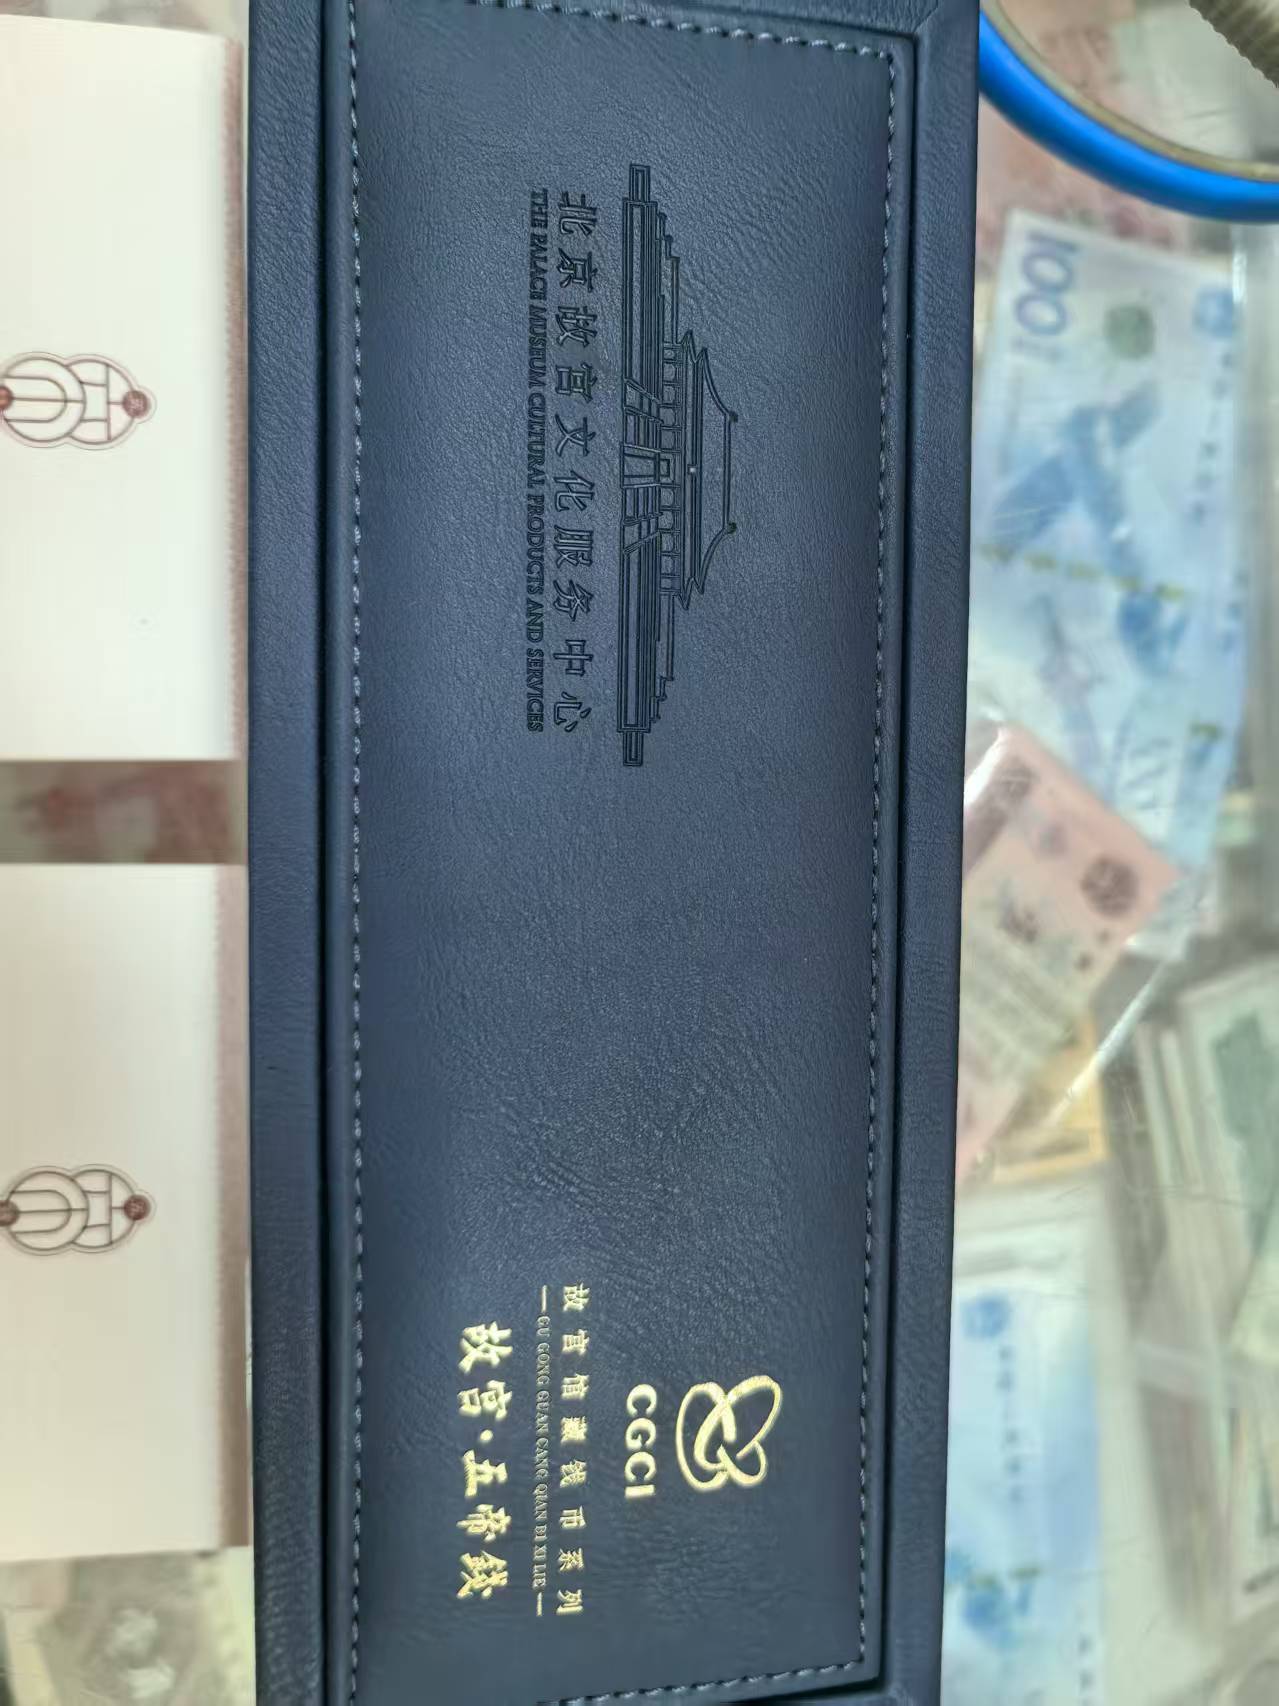 北京故宫文化服务中心
THE PALACE MUSEUM CULTURAL PRODUCTS AND SERVICES
CGCI
故宫馆藏钱币系列
GU GONG GUAN CANG QIAN BI XI LIE
故宫·五帝钱
100